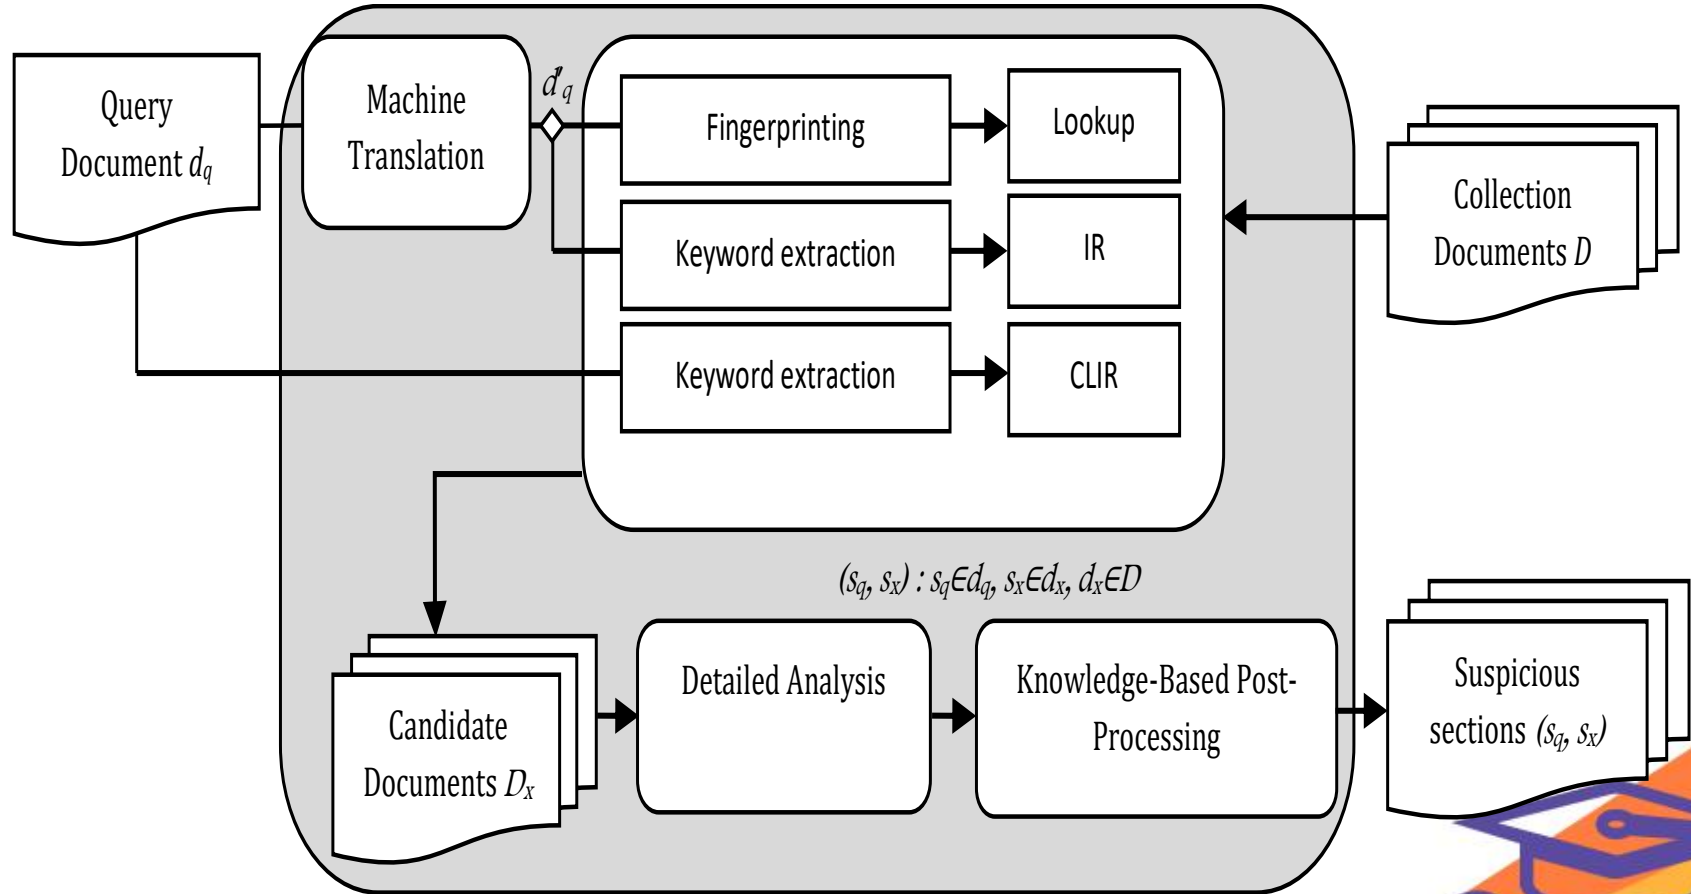 Query
Document dq
Machine
Translation
d'q
Fingerprinting
Lookup
Keyword extraction
IR
Keyword extraction
CLIR
Collection
Documents D
(sq, sx) : sq∈dq, sx∈dx, dx∈D
Candidate
Documents Dx
Detailed Analysis
Knowledge-Based Post-
Processing
Suspicious
sections (sq, sx)